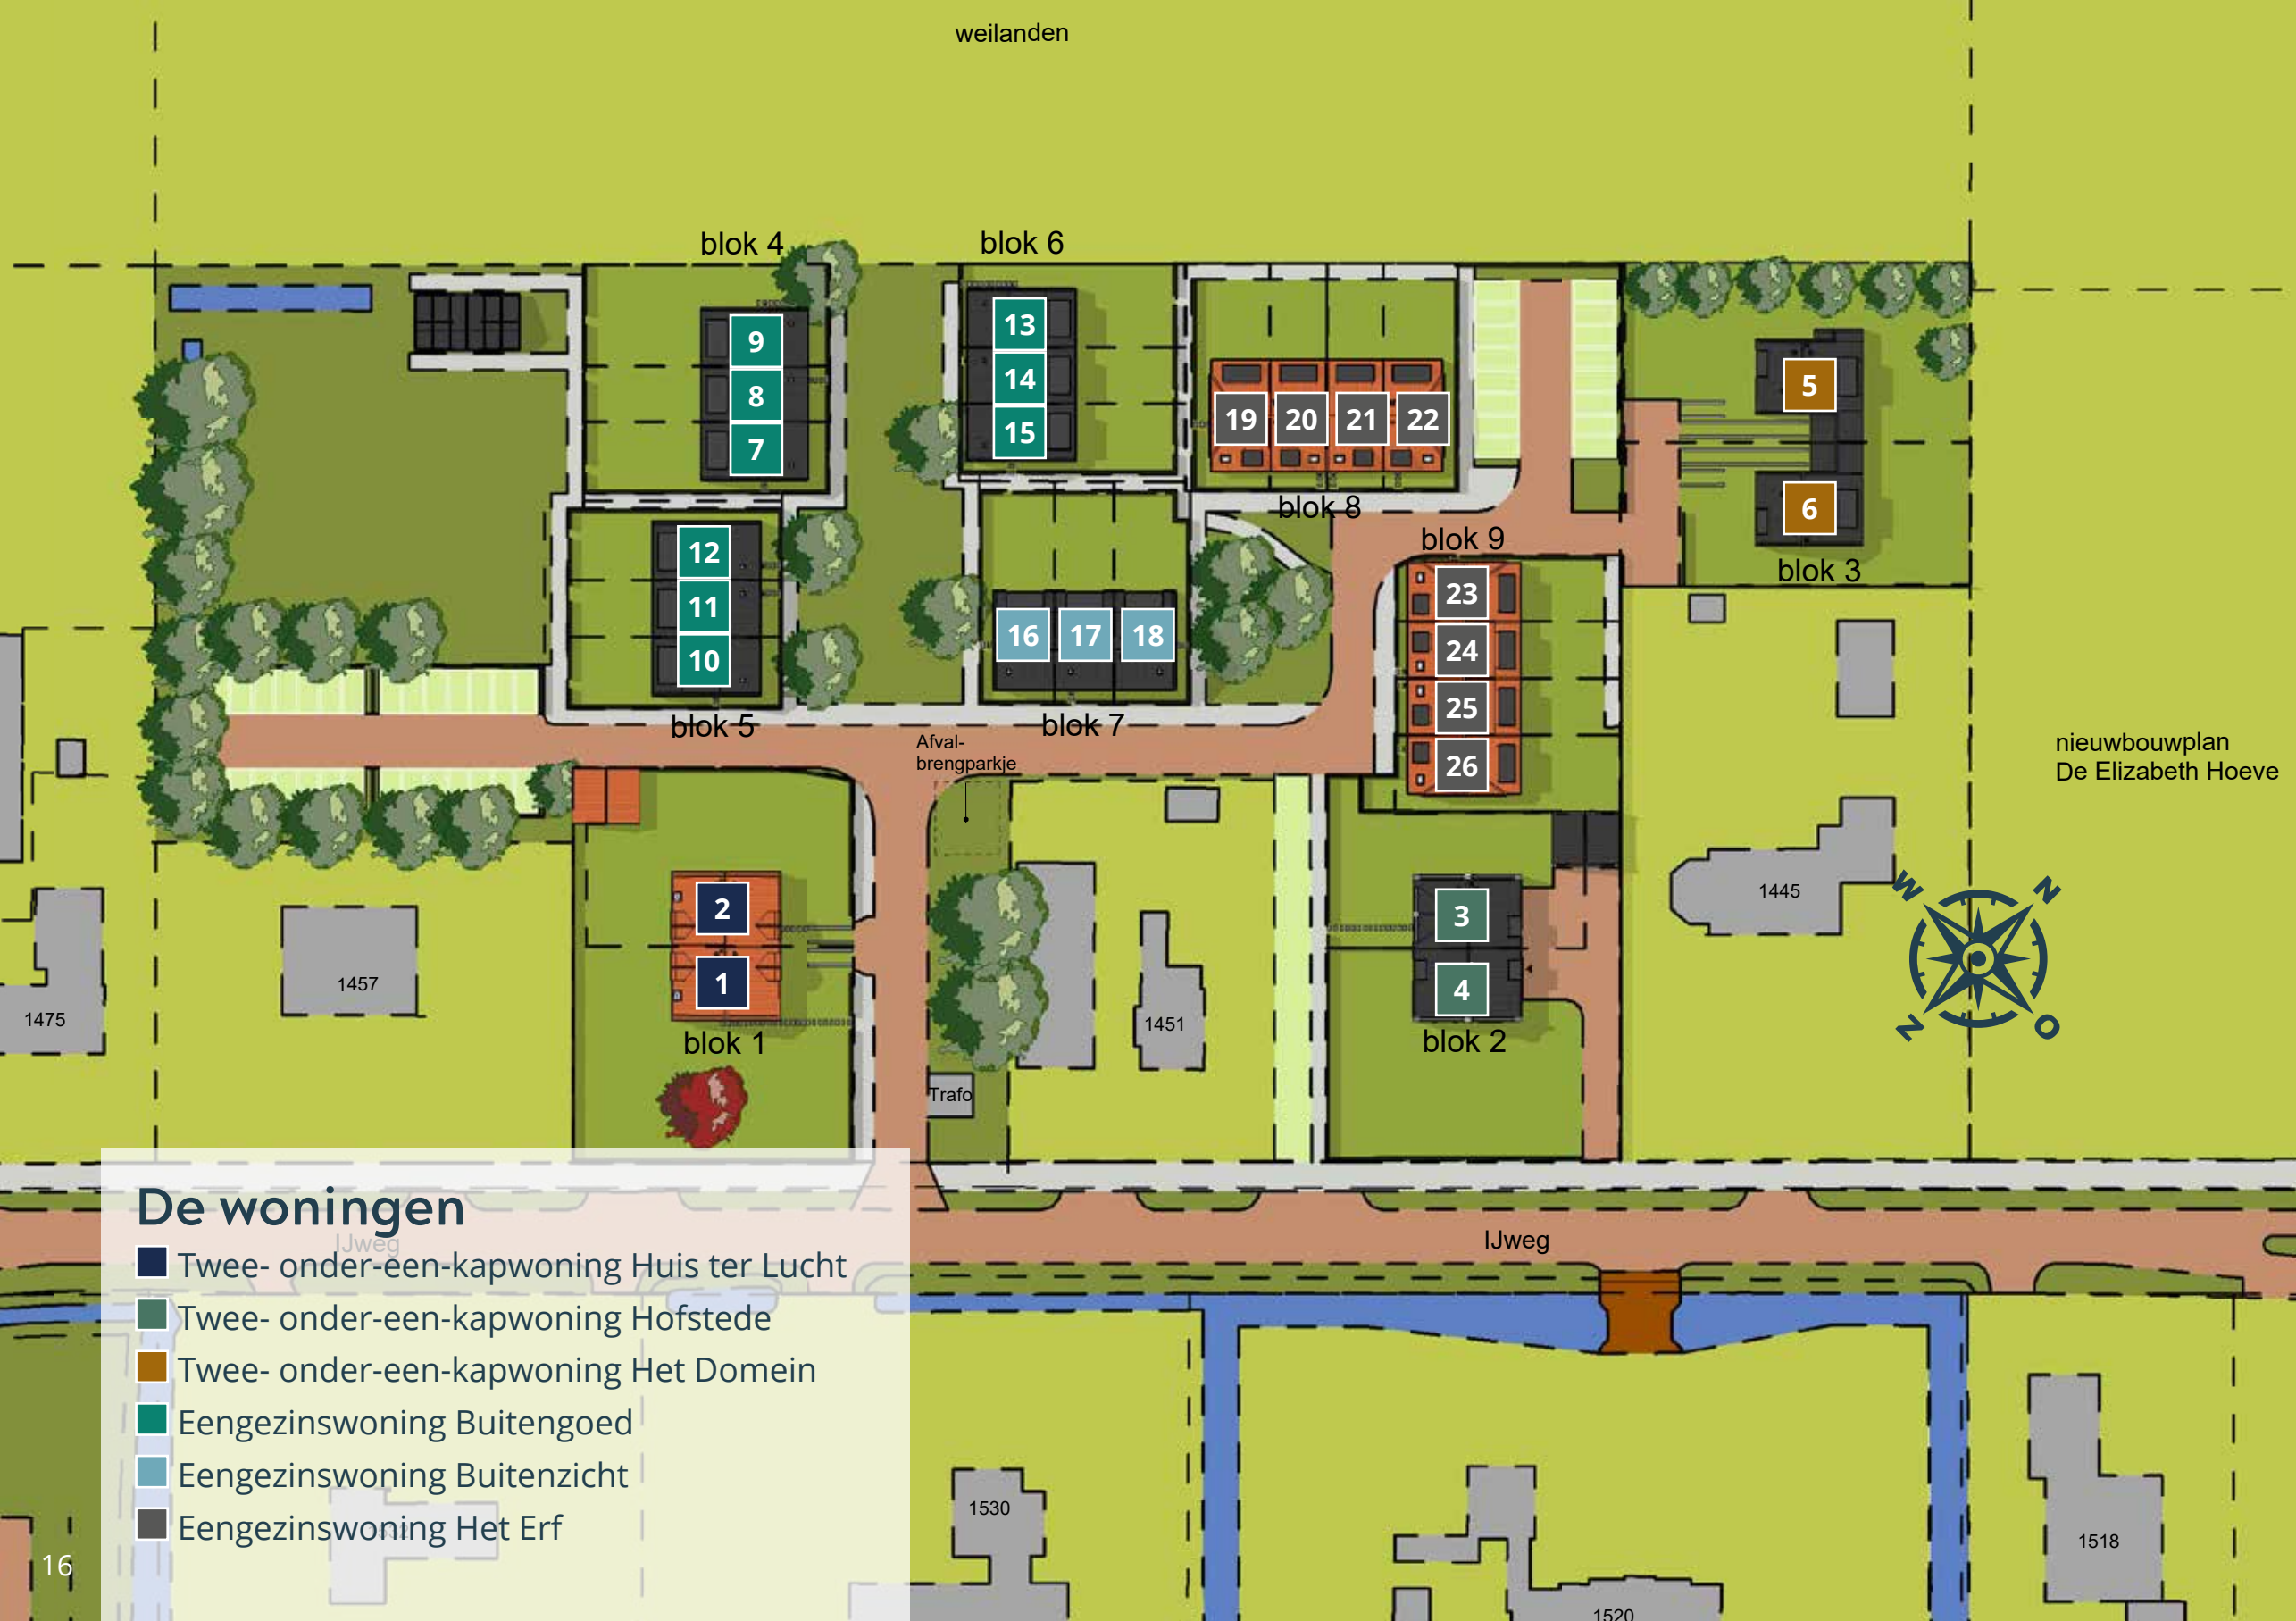 weilanden
blok 4
blok 6
9
8
7
13
14
15
19 20 21 22
5
6
blok 8
blok 9
blok 3
12
11
10
16 17 18
23
24
25
26
blok 5
blok 7
Afval-
brengparkje
nieuwbouwplan
De Elizabeth Hoeve
2
1
3
4
1445
W
N
Z
O
1457
1475
1451
blok 1
blok 2
Trafo
De woningen
IJweg
IJweg
Twee- onder-een-kapwoning Huis ter Lucht
Twee- onder-een-kapwoning Hofstede
Twee- onder-een-kapwoning Het Domein
Eengezinswoning Buitengoed
Eengezinswoning Buitenzicht
Eengezinswoning Het Erf
1530
1518
1520
16